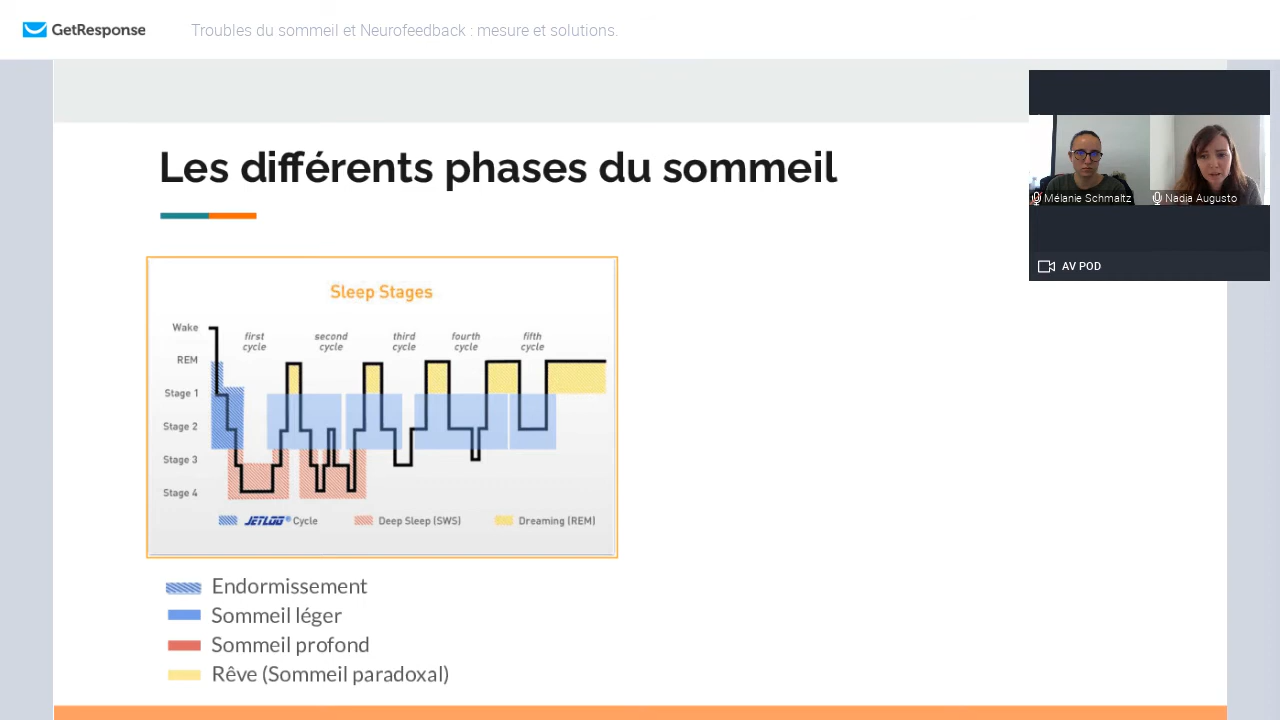 GetResponse
Troubles du sommeil et Neurofeedback : mesure et solutions.
Les différents phases du sommeil
Mélanie Schmaltz
Nadia Augusto
AV POD
Sleep Stages
Wake
REM
Stage 1
Stage 2
Stage 3
Stage 4
first
cycle
second
cycle
third
cycle
fourth
cycle
fifth
cycle
JETLOG® Cycle
Deep Sleep (SWS)
Dreaming (REM)
Endormissement
Sommeil léger
Sommeil profond
Rêve (Sommeil paradoxal)